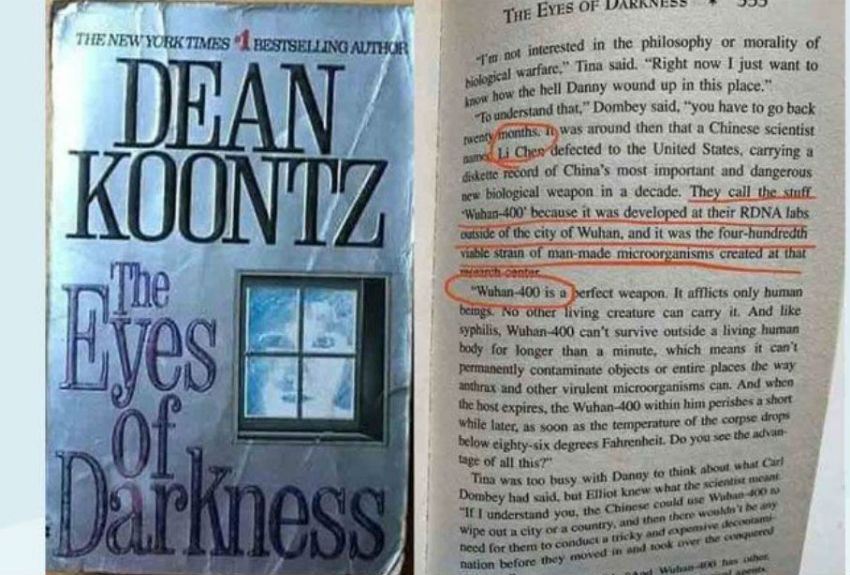 THE NEW YORK TIMES #1 BESTSELLING AUTHOR
DEAN
KOONTZ
The
Eyes
of
Darkness
THE EYES OF DARKNESS
"I'm not interested in the philosophy or morality of
biological warfare," Tina said. "Right now I just want to
know how the hell Danny wound up in this place."
"To understand that," Dombey said, "you have to go back
twenty months. It was around then that a Chinese scientist
named Li Chen defected to the United States, carrying a
diskette record of China's most important and dangerous
new biological weapon in a decade. They call the stuff
'Wuhan-400' because it was developed at their RDNA labs
outside of the city of Wuhan, and it was the four-hundredth
viable strain of man-made microorganisms created at that
research center.
"Wuhan-400 is a perfect weapon. It afflicts only human
beings. No other living creature can carry it. And like
syphilis, Wuhan-400 can't survive outside a living human
body for longer than a minute, which means it can't
permanently contaminate objects or entire places the way
anthrax and other virulent microorganisms can. And when
the host expires, the Wuhan-400 within him perishes a short
while later, as soon as the temperature of the corpse drops
below eighty-six degrees Fahrenheit. Do you see the advan-
tage of all this?"
Tina was too busy with Danny to think about what Carl
Dombey had said, but Elliot knew what the scientist meant.
"If I understand you, the Chinese could use Wuhan-400 to
wipe out a city or a country, and then there wouldn't be any
need for them to conduct a tricky and expensive decontami-
nation before they moved in and took over the conquered
Wuhan-400 has other